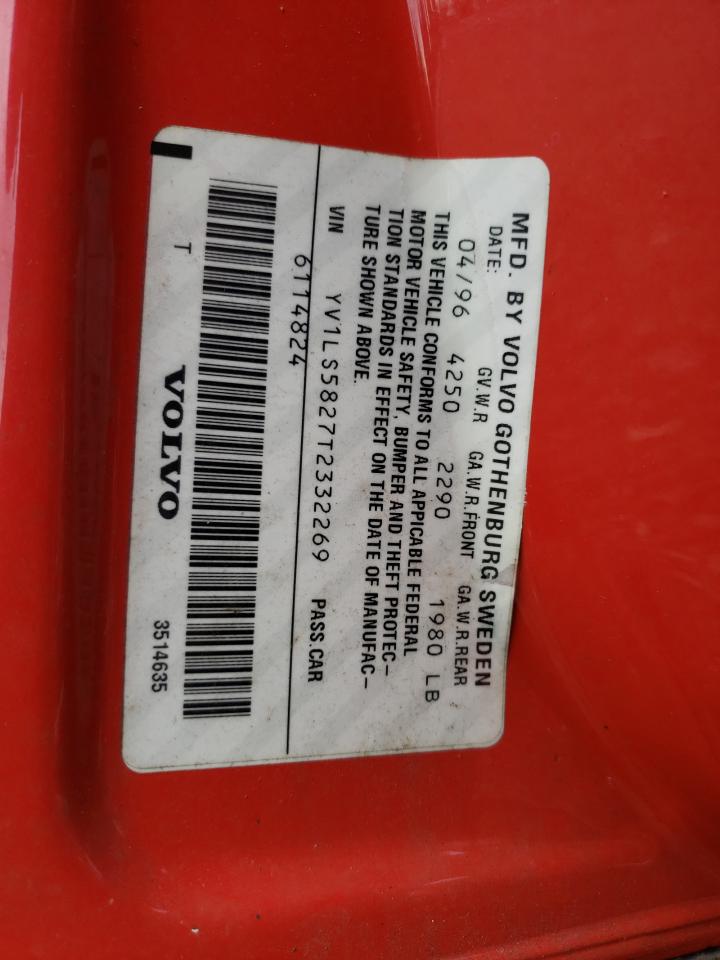 MFD. BY VOLVO GOTHENBURG SWEDEN
DATE: GV.W.R GA.W.R.FRONT GA.W.R.REAR
04/96 4250 2290 1980 LB
THIS VEHICLE CONFORMS TO ALL APPICABLE FEDERAL
MOTOR VEHICLE SAFETY, BUMPER AND THEFT PROTEC-
TION STANDARDS IN EFFECT ON THE DATE OF MANUFAC-
TURE SHOWN ABOVE.
VIN YV1LS5827T2332269 PASS.CAR
6114824
T VOLVO 3514635